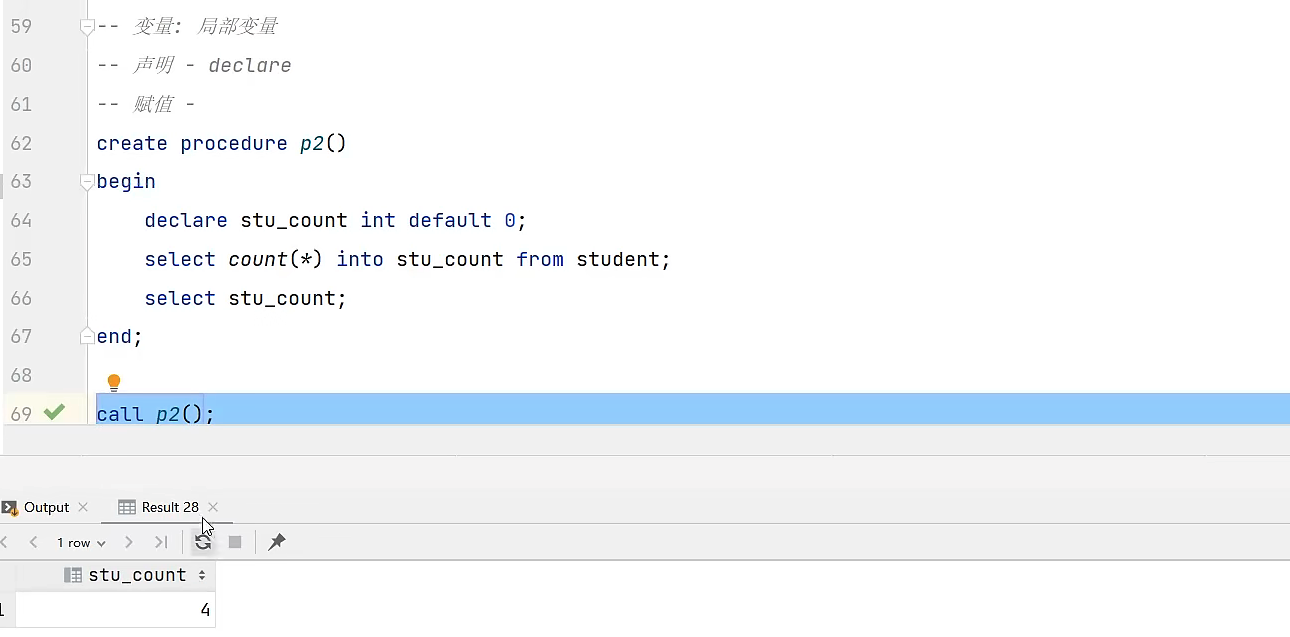 59 -- 变量: 局部变量
60 -- 声明 - declare
61 -- 赋值 -
62 create procedure p2()
63 begin
64 declare stu_count int default 0;
65 select count(*) into stu_count from student;
66 select stu_count;
67 end;
68
69 call p2();
Output Result 28
1 row
stu_count
1 4